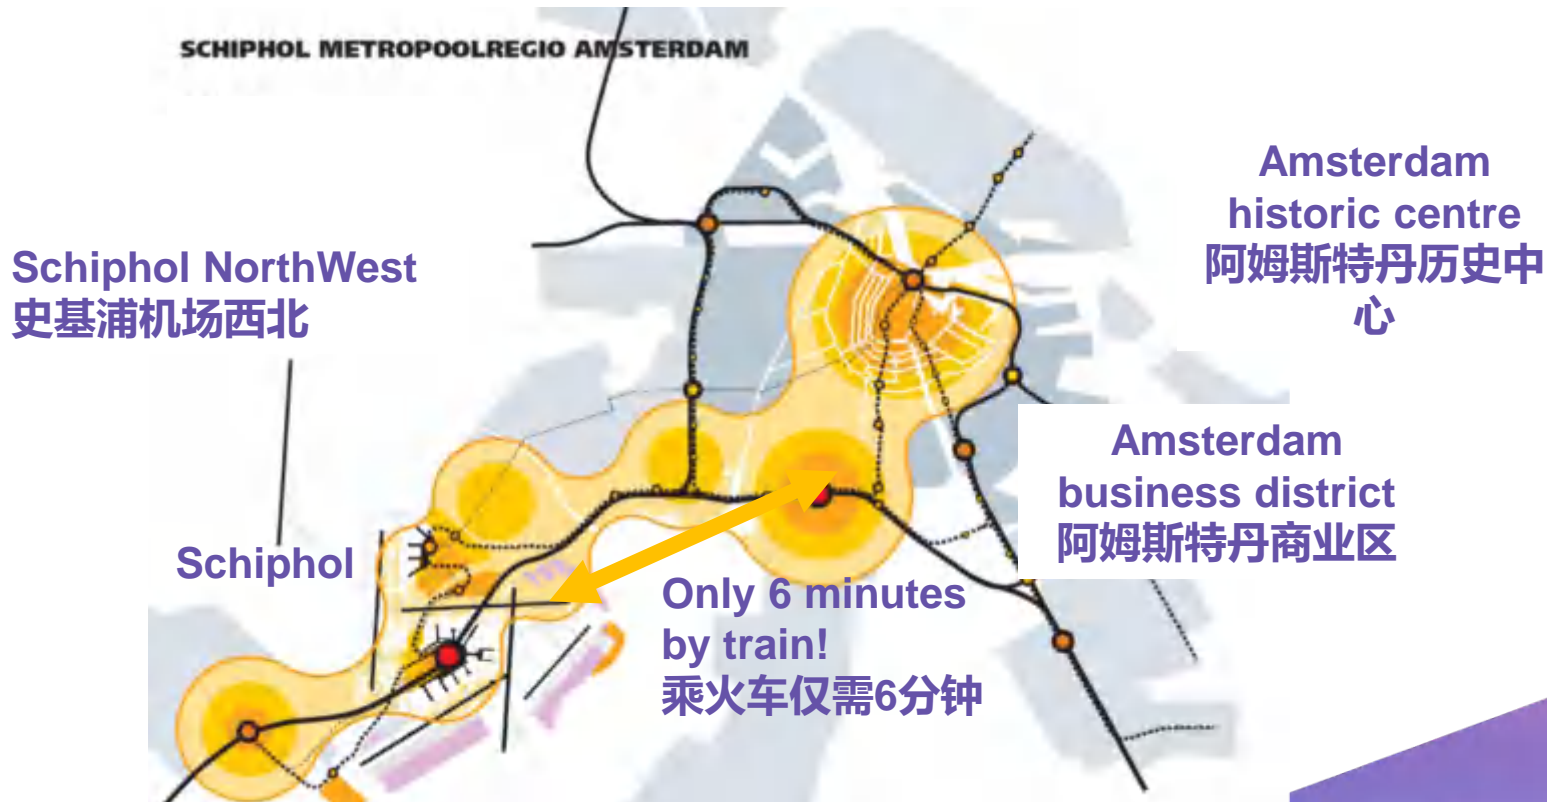 SCHIPHOL METROPOOLREGIO AMSTERDAM
Amsterdam
historic centre
阿姆斯特丹历史中
心
Schiphol NorthWest
史基浦机场西北
Amsterdam
business district
阿姆斯特丹商业区
Schiphol
Only 6 minutes
by train!
乘火车仅需6分钟